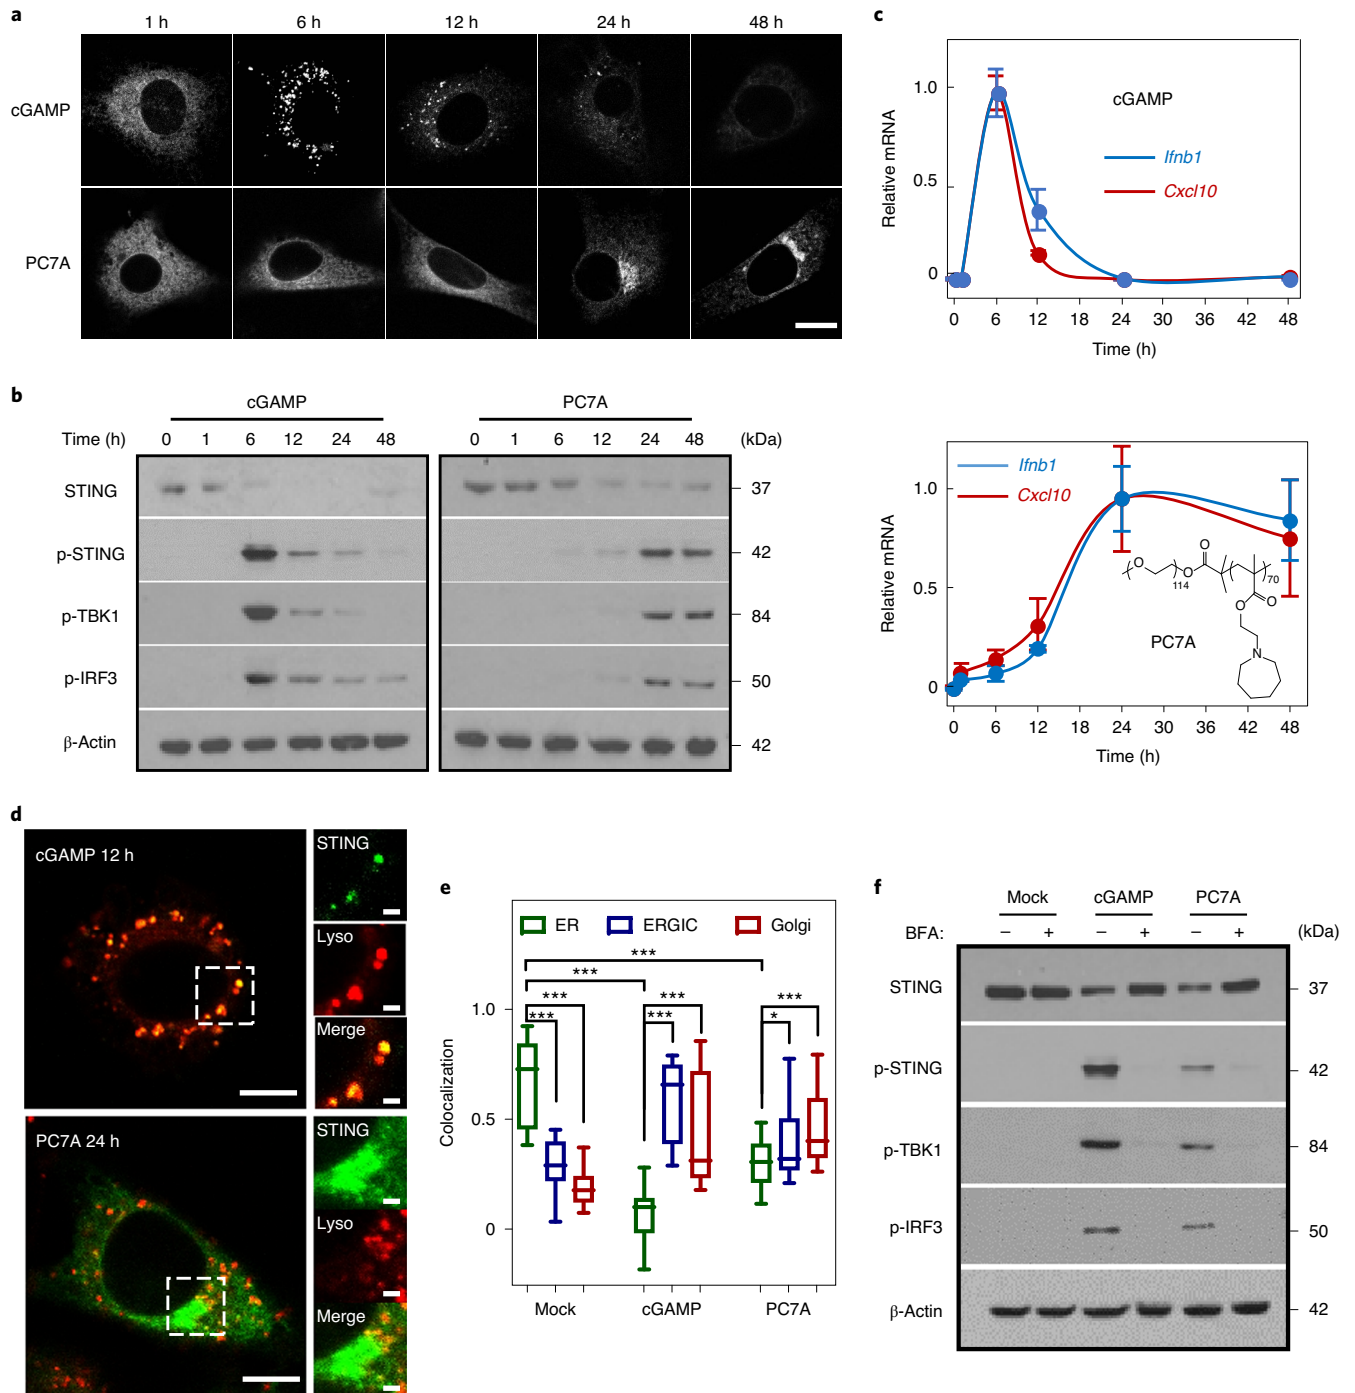 a
1 h 6 h 12 h 24 h 48 h
cGAMP
PC7A
b
cGAMP PC7A
Time (h) 0 1 6 12 24 48 0 1 6 12 24 48 (kDa)
STING 37
p-STING 42
p-TBK1 84
p-IRF3 50
β-Actin 42
c
Relative mRNA
1.0
0.5
0
cGAMP
Ifnb1
Cxcl10
0 6 12 18 24 30 36 42 48
Time (h)
Relative mRNA
1.0
0.5
0
Ifnb1
Cxcl10
O
114
O
O
70
O
O
N
PC7A
0 6 12 18 24 30 36 42 48
Time (h)
d
cGAMP 12 h
STING
Lyso
Merge
PC7A 24 h
STING
Lyso
Merge
e
ER ERGIC Golgi
***
***
*** *** ***
*** *** *
Colocalization
1.0
0.5
0
Mock cGAMP PC7A
f
Mock cGAMP PC7A
BFA: – + – + – + (kDa)
STING 37
p-STING 42
p-TBK1 84
p-IRF3 50
β-Actin 42